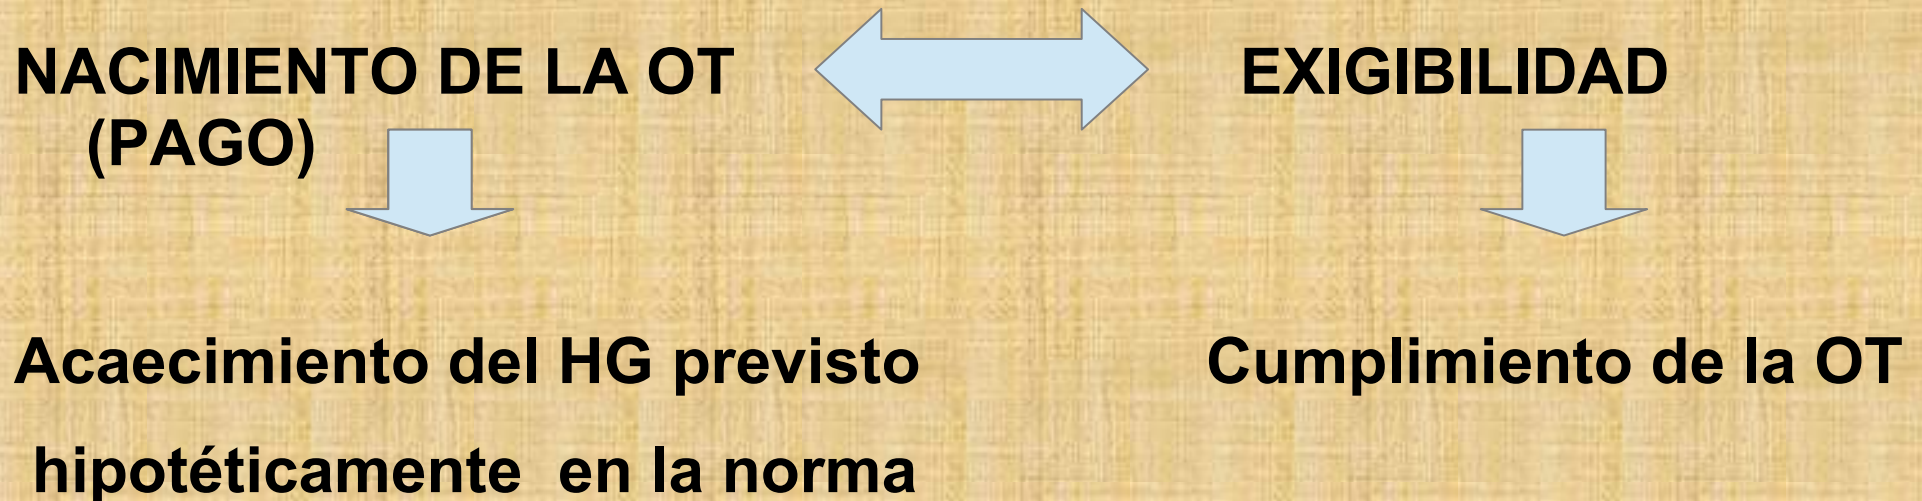 NACIMIENTO DE LA OT
(PAGO)
EXIGIBILIDAD
Acaecimiento del HG previsto
hipotéticamente en la norma
Cumplimiento de la OT